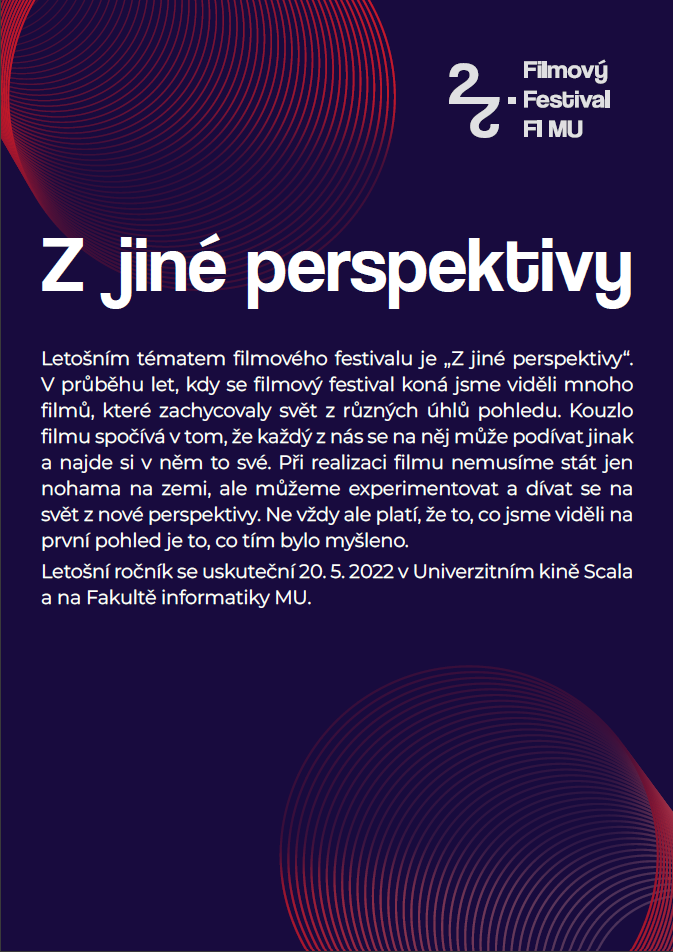 22. Filmový
Festival
FI MU
Z jiné perspektivy
Letošním tématem filmového festivalu je „Z jiné perspektivy“.
V průběhu let, kdy se filmový festival koná jsme viděli mnoho
filmů, které zachycovaly svět z různých úhlů pohledu. Kouzlo
filmu spočívá v tom, že každý z nás se na něj může podívat jinak
a najde si v něm to své. Při realizaci filmu nemusíme stát jen
nohama na zemi, ale můžeme experimentovat a dívat se na
svět z nové perspektivy. Ne vždy ale platí, že to, co jsme viděli na
první pohled je to, co tím bylo myšleno.
Letošní ročník se uskuteční 20. 5. 2022 v Univerzitním kině Scala
a na Fakultě informatiky MU.